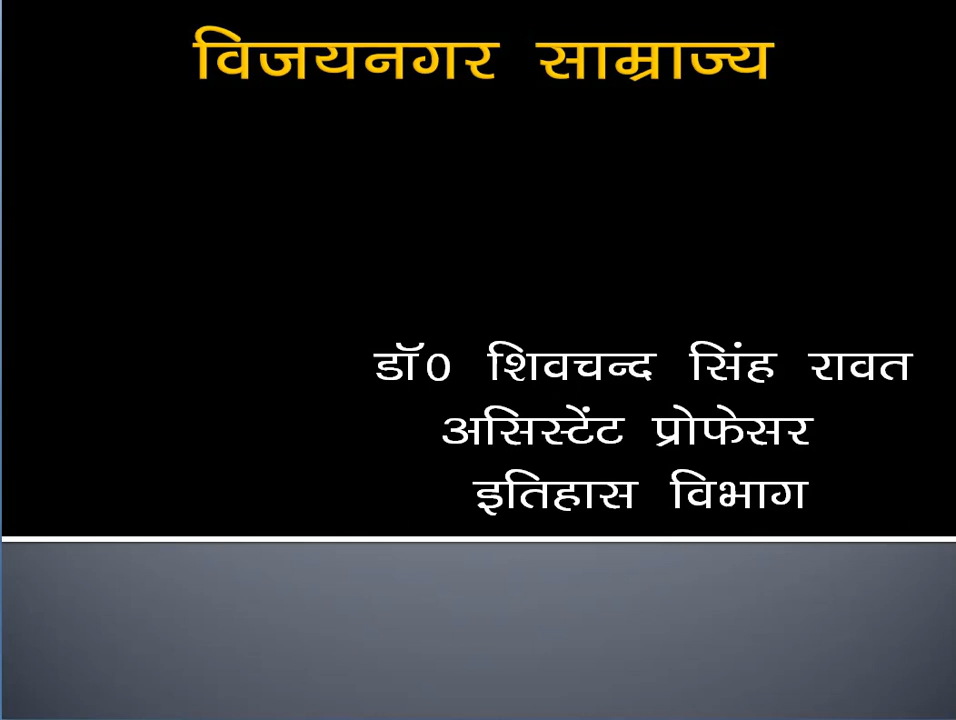 विजयनगर साम्राज्य
डॉ0 शिवचन्द सिंह रावत
असिस्टेंट प्रोफेसर
इतिहास विभाग